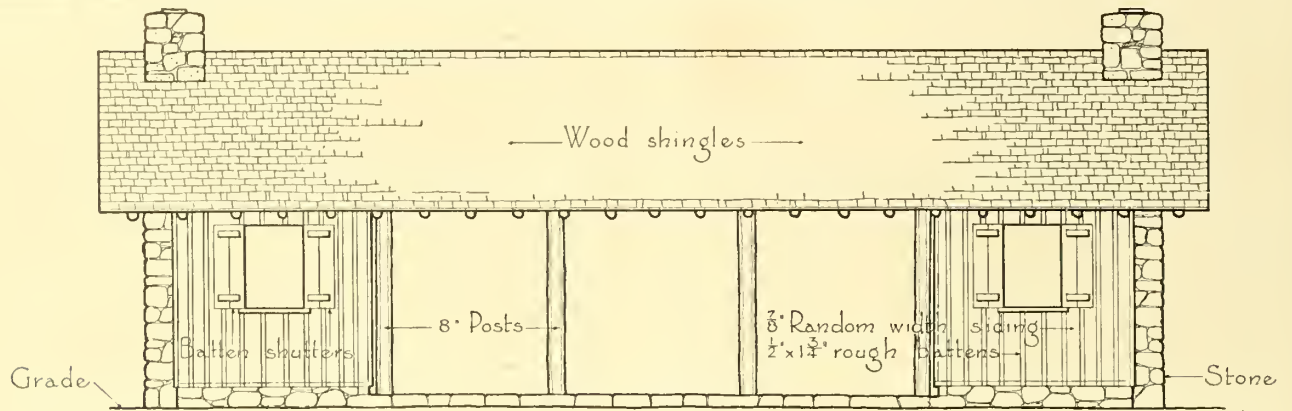 Wood shingles
8" Posts
7/8" Random width siding
1/2" x 1 3/4" rough battens
Batten shutters
Grade
Stone